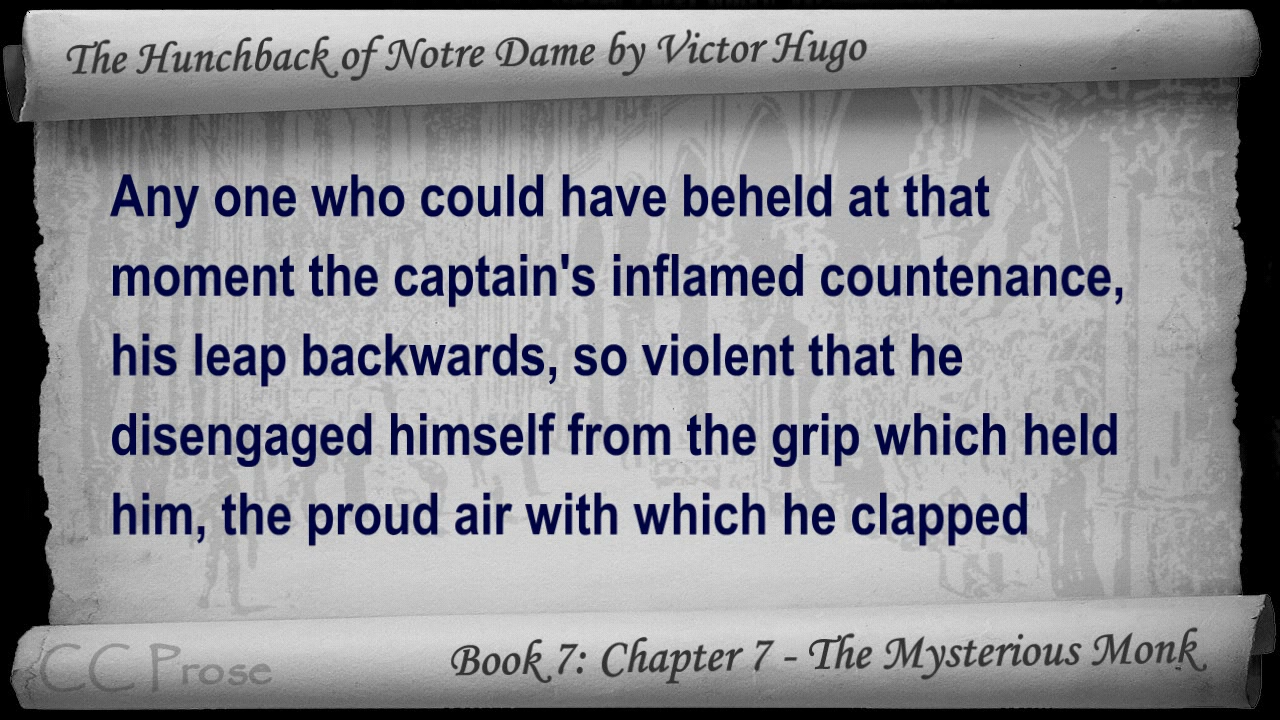 The Hunchback of Notre Dame by Victor Hugo
Any one who could have beheld at that
moment the captain's inflamed countenance,
his leap backwards, so violent that he
disengaged himself from the grip which held
him, the proud air with which he clapped
CC Prose
Book 7: Chapter 7 - The Mysterious Monk